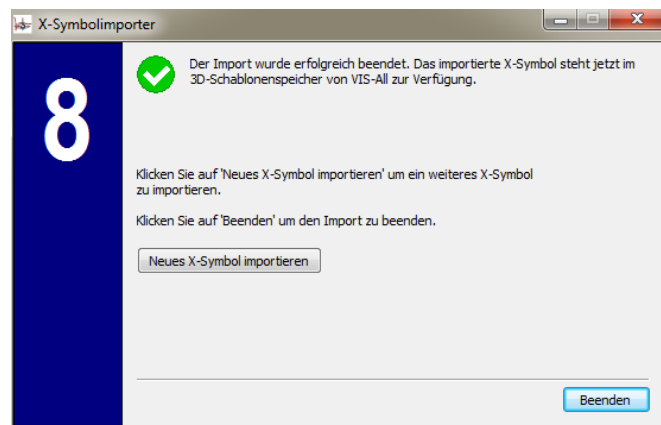 X-Symbolimporter
8
Der Import wurde erfolgreich beendet. Das importierte X-Symbol steht jetzt im
3D-Schablonenspeicher von VIS-All zur Verfügung.
Klicken Sie auf 'Neues X-Symbol importieren' um ein weiteres X-Symbol
zu importieren.
Klicken Sie auf 'Beenden' um den Import zu beenden.
Neues X-Symbol importieren
Beenden